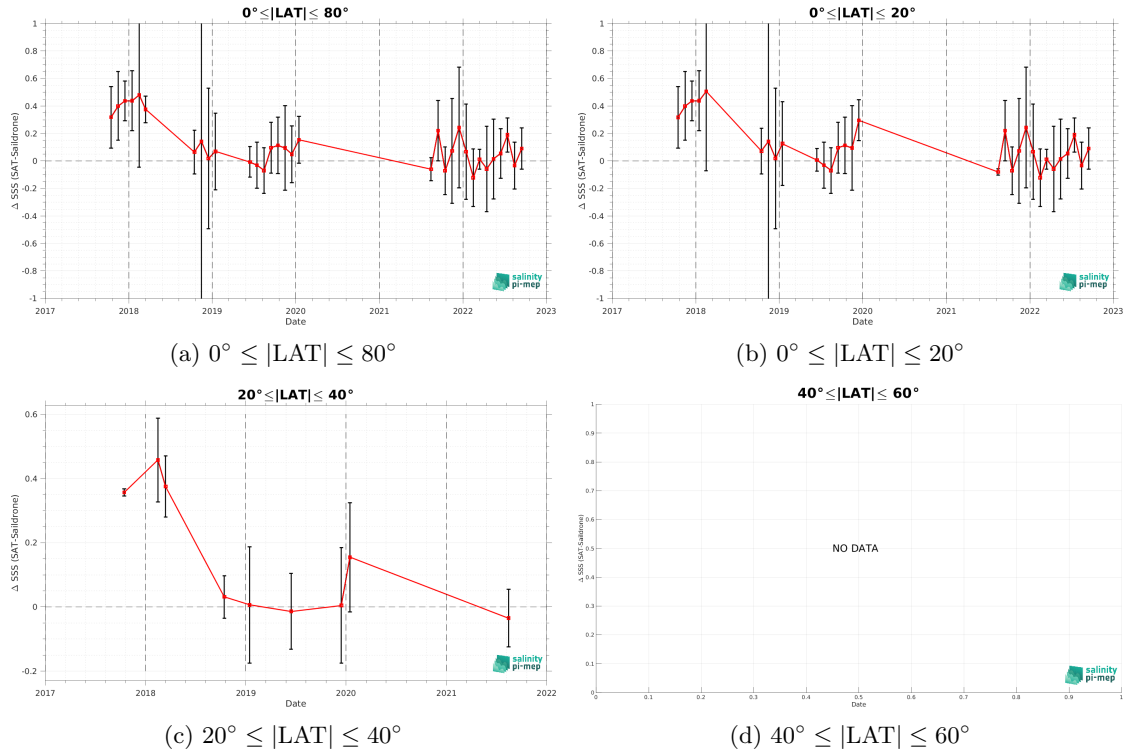 0°≤|LAT|≤ 80°
1
0.8
0.6
0.4
0.2
0
-0.2
-0.4
-0.6
-0.8
-1
Δ SSS (SAT-Saildrone)
2017 2018 2019 2020 2021 2022 2023
Date
salinity
pi-mep
(a) 0° ≤ |LAT| ≤ 80°
0°≤|LAT|≤ 20°
1
0.8
0.6
0.4
0.2
0
-0.2
-0.4
-0.6
-0.8
-1
Δ SSS (SAT-Saildrone)
2017 2018 2019 2020 2021 2022 2023
Date
salinity
pi-mep
(b) 0° ≤ |LAT| ≤ 20°
20°≤|LAT|≤ 40°
0.6
0.4
0.2
0
-0.2
Δ SSS (SAT-Saildrone)
2017 2018 2019 2020 2021 2022
Date
salinity
pi-mep
(c) 20° ≤ |LAT| ≤ 40°
40°≤|LAT|≤ 60°
1
0.9
0.8
0.7
0.6
0.5
0.4
0.3
0.2
0.1
0
Δ SSS (SAT-Saildrone)
NO DATA
0 0.1 0.2 0.3 0.4 0.5 0.6 0.7 0.8 0.9 1
Date
salinity
pi-mep
(d) 40° ≤ |LAT| ≤ 60°